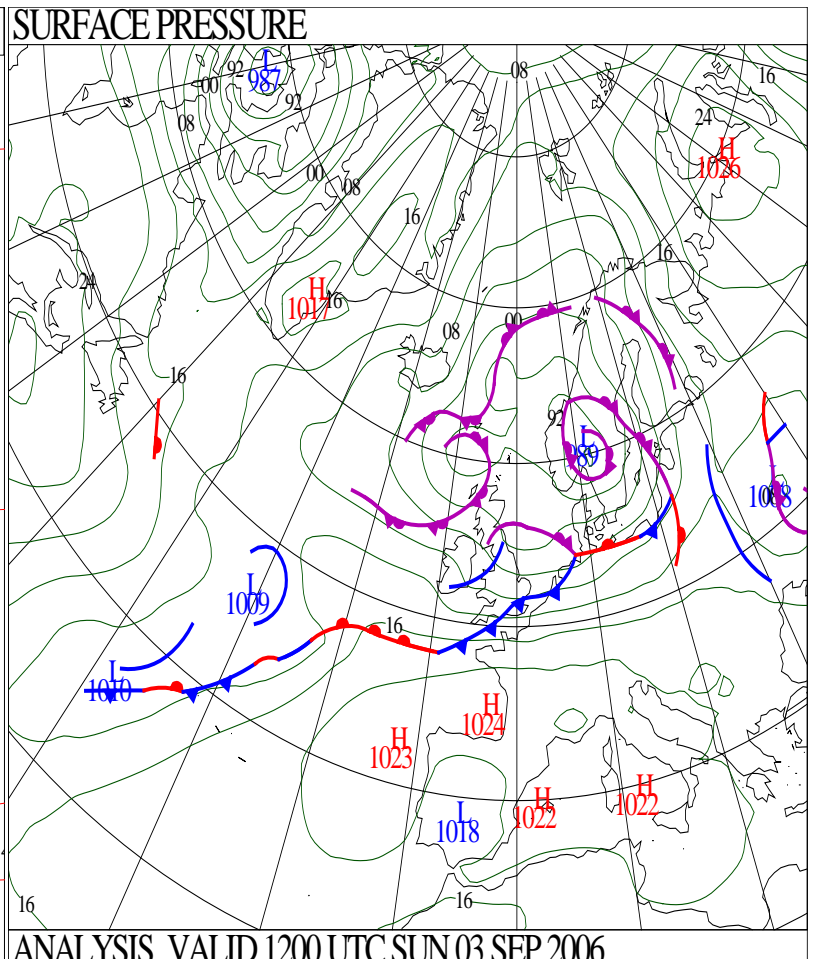 SURFACE PRESSURE
L
987
92
00
92
08
08
16
24
H
1026
00
08
16
16
24
H
1017
16
08
00
16
92
L
989
L
1008
L
1009
16
L
1010
H
1024
H
1023
H
1022
H
1022
L
1018
16
16
ANALYSIS VALID 1200 UTC SUN 03 SEP 2006